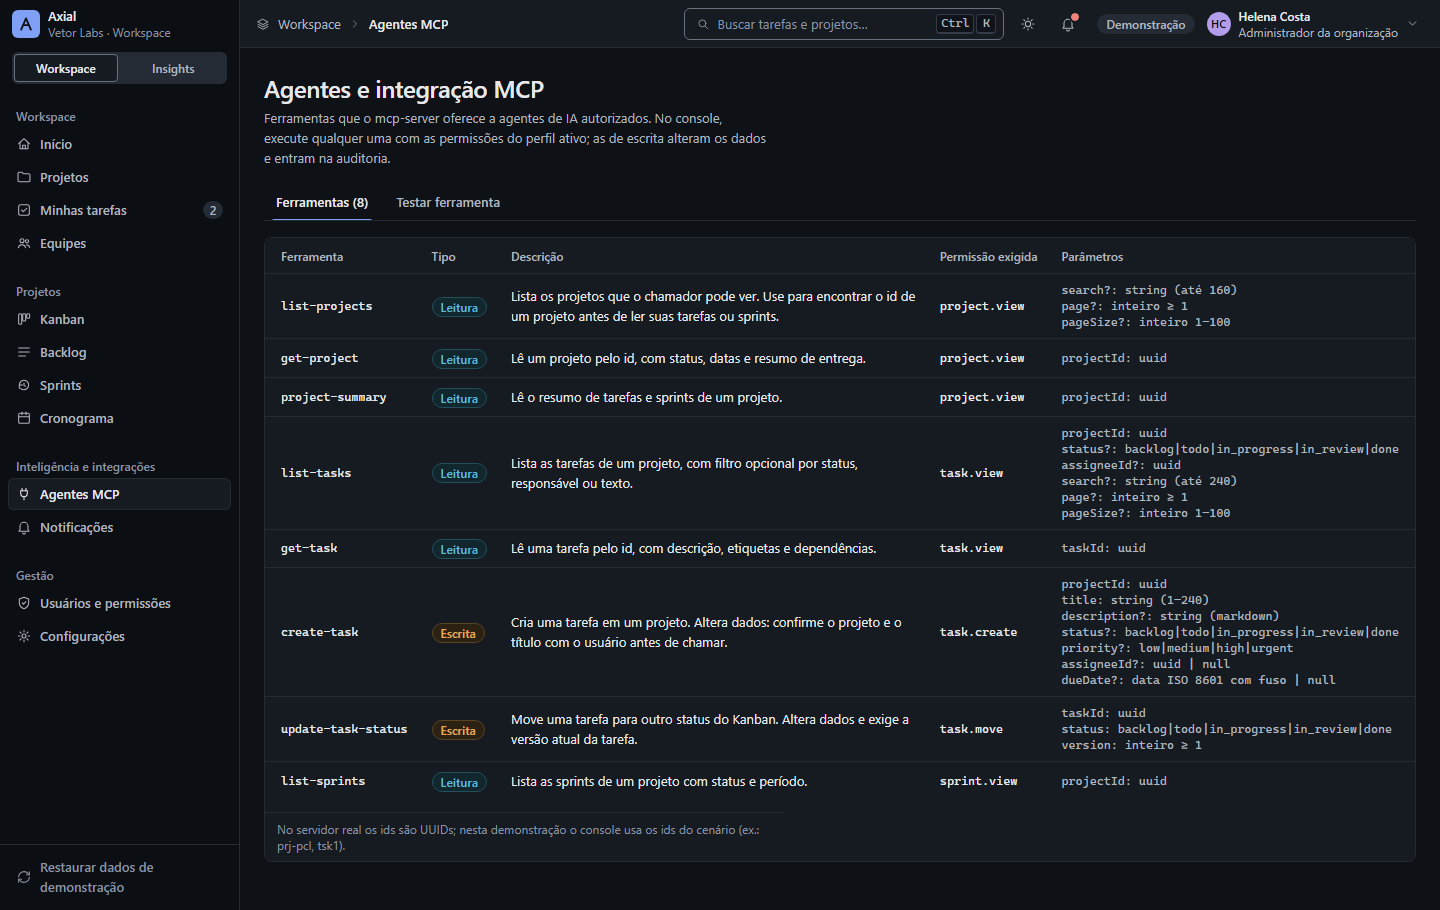 Axial
Vetor Labs · Workspace
Workspace
Insights
Workspace
Início
Projetos
Minhas tarefas
2
Equipes
Projetos
Kanban
Backlog
Sprints
Cronograma
Inteligência e integrações
Agentes MCP
Notificações
Gestão
Usuários e permissões
Configurações
Restaurar dados de
demonstração
Workspace
Agentes MCP
Buscar tarefas e projetos...
Ctrl K
Demonstração
HC
Helena Costa
Administrador da organização
Agentes e integração MCP
Ferramentas que o mcp-server oferece a agentes de IA autorizados. No console,
execute qualquer uma com as permissões do perfil ativo; as de escrita alteram os dados
e entram na auditoria.
Ferramentas (8)
Testar ferramenta
Ferramenta
Tipo
Descrição
Permissão exigida
Parâmetros
list-projects
Leitura
Lista os projetos que o chamador pode ver. Use para encontrar o id de
um projeto antes de ler suas tarefas ou sprints.
project.view
search?: string (até 160)
page?: inteiro ≥ 1
pageSize?: inteiro 1–100
get-project
Leitura
Lê um projeto pelo id, com status, datas e resumo de entrega.
project.view
projectId: uuid
project-summary
Leitura
Lê o resumo de tarefas e sprints de um projeto.
project.view
projectId: uuid
list-tasks
Leitura
Lista as tarefas de um projeto, com filtro opcional por status,
responsável ou texto.
task.view
projectId: uuid
status?: backlog|todo|in_progress|in_review|done
assigneeId?: uuid
search?: string (até 240)
page?: inteiro ≥ 1
pageSize?: inteiro 1–100
get-task
Leitura
Lê uma tarefa pelo id, com descrição, etiquetas e dependências.
task.view
taskId: uuid
create-task
Escrita
Cria uma tarefa em um projeto. Altera dados: confirme o projeto e o
título com o usuário antes de chamar.
task.create
projectId: uuid
title: string (1–240)
description?: string (markdown)
status?: backlog|todo|in_progress|in_review|done
priority?: low|medium|high|urgent
assigneeId?: uuid | null
dueDate?: data ISO 8601 com fuso | null
update-task-status
Escrita
Move uma tarefa para outro status do Kanban. Altera dados e exige a
versão atual da tarefa.
task.move
taskId: uuid
status: backlog|todo|in_progress|in_review|done
version: inteiro ≥ 1
list-sprints
Leitura
Lista as sprints de um projeto com status e período.
sprint.view
projectId: uuid
No servidor real os ids são UUIDs; nesta demonstração o console usa os ids do cenário (ex.:
prj-pcl, tsk1).